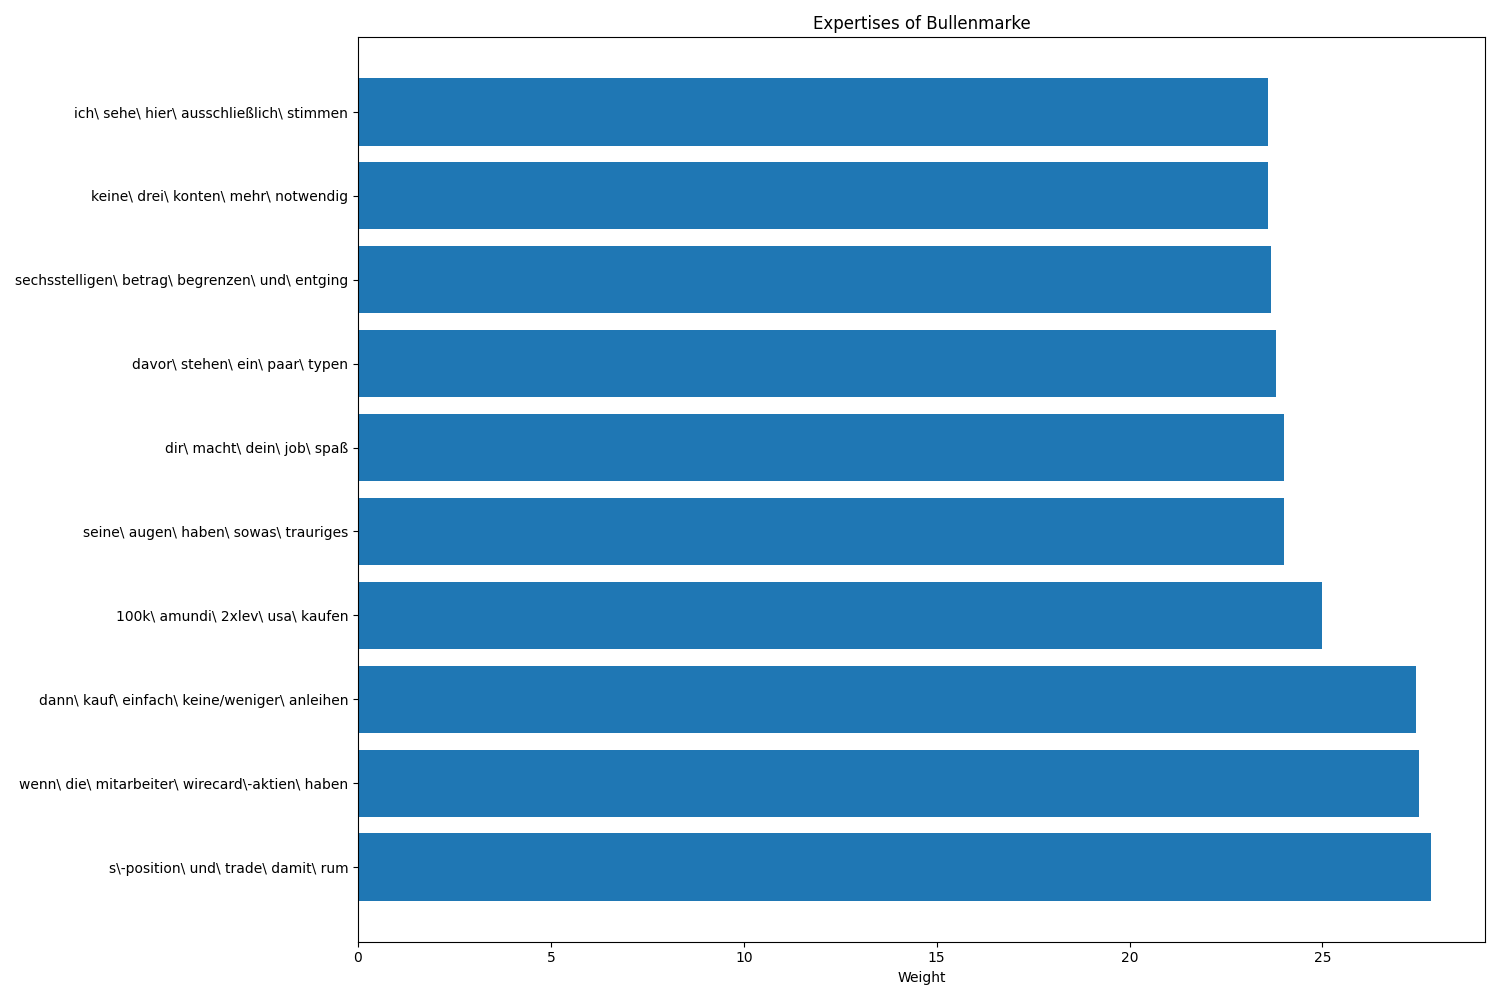 Expertises of Bullenmarke
ich\ sehe\ hier\ ausschließlich\ stimmen
keine\ drei\ konten\ mehr\ notwendig
sechsstelligen\ betrag\ begrenzen\ und\ entging
davor\ stehen\ ein\ paar\ typen
dir\ macht\ dein\ job\ spaß
seine\ augen\ haben\ sowas\ trauriges
100k\ amundi\ 2xlev\ usa\ kaufen
dann\ kauf\ einfach\ keine/weniger\ anleihen
wenn\ die\ mitarbeiter\ wirecard\-aktien\ haben
s\-position\ und\ trade\ damit\ rum
0 5 10 15 20 25
Weight